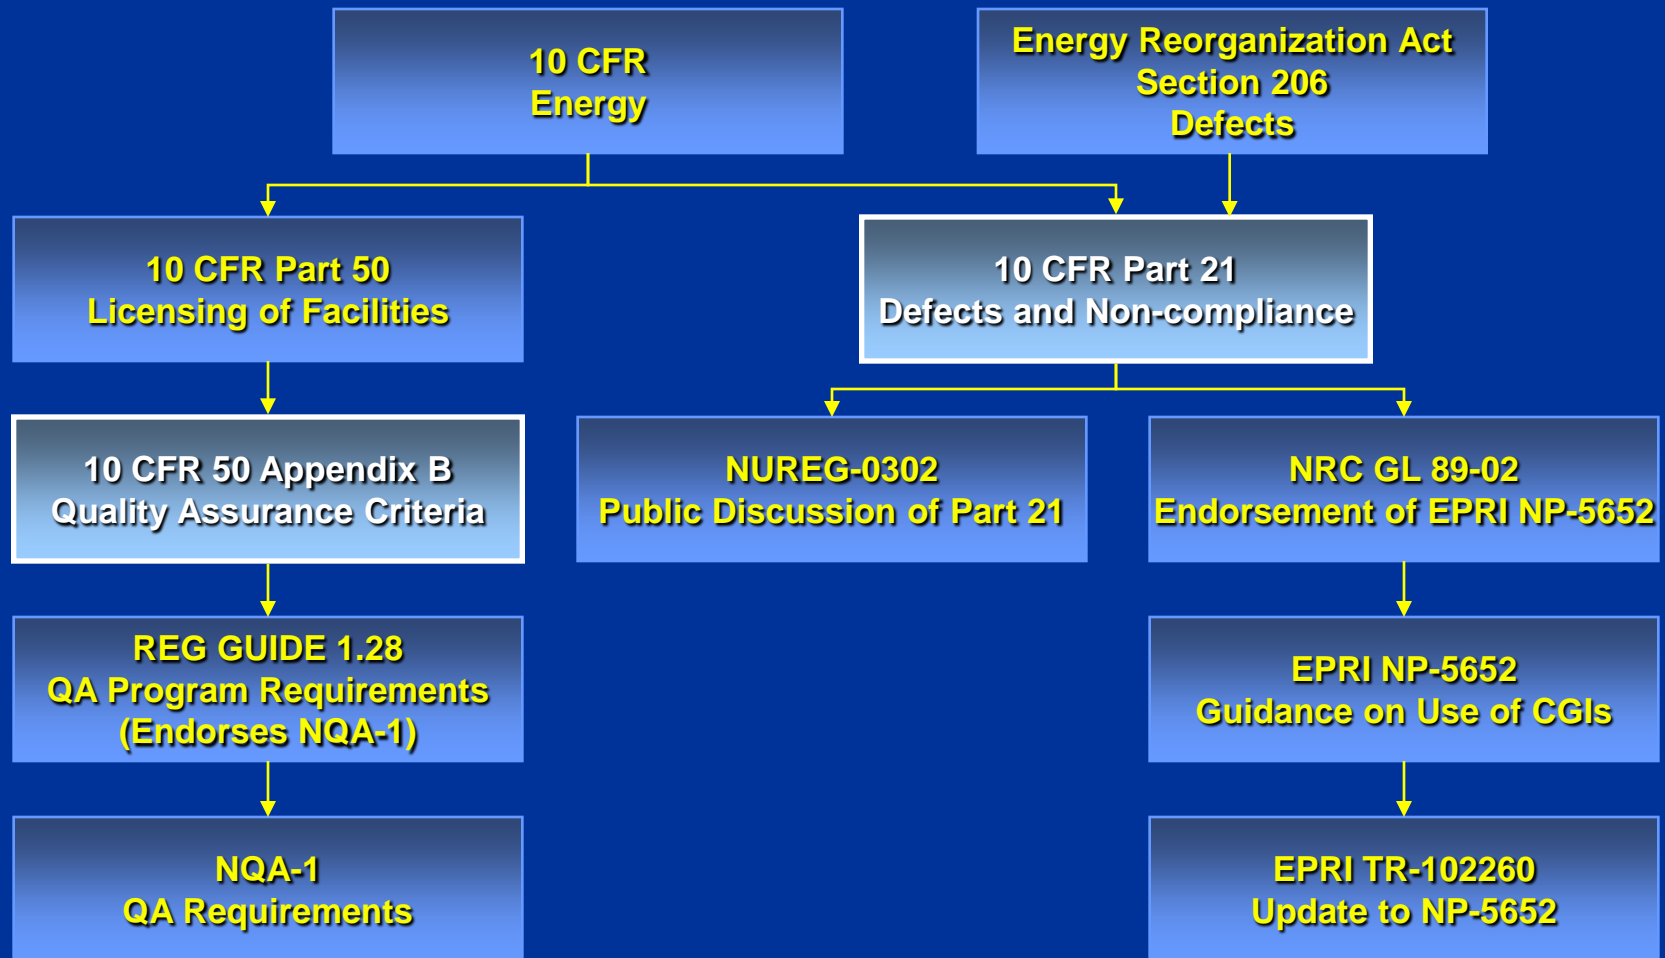 10 CFR
Energy
Energy Reorganization Act
Section 206
Defects
10 CFR Part 50
Licensing of Facilities
10 CFR Part 21
Defects and Non-compliance
10 CFR 50 Appendix B
Quality Assurance Criteria
NUREG-0302
Public Discussion of Part 21
NRC GL 89-02
Endorsement of EPRI NP-5652
REG GUIDE 1.28
QA Program Requirements
(Endorses NQA-1)
EPRI NP-5652
Guidance on Use of CGIs
NQA-1
QA Requirements
EPRI TR-102260
Update to NP-5652